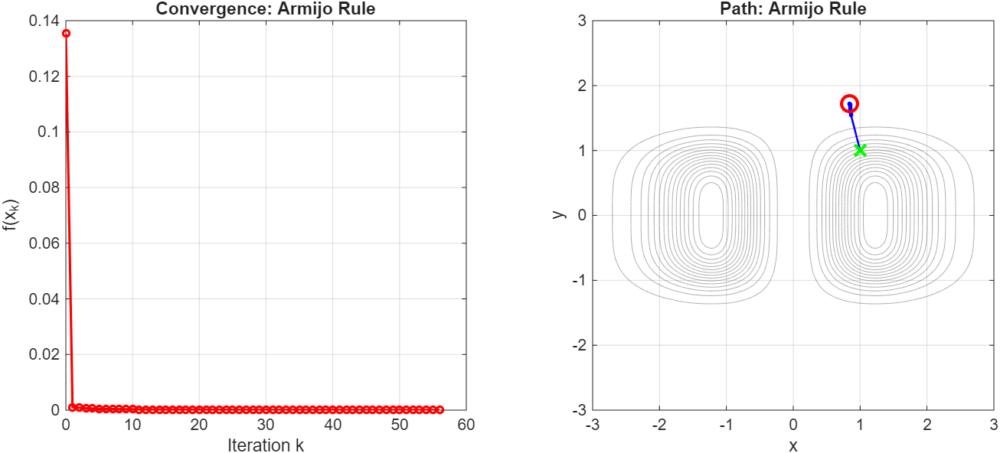 Convergence: Armijo Rule
0.14
0.12
0.1
0.08
0.06
0.04
0.02
0
0 10 20 30 40 50 60
f(xₖ)
Iteration k
Path: Armijo Rule
3
2
1
0
-1
-2
-3
-3 -2 -1 0 1 2 3
y
x